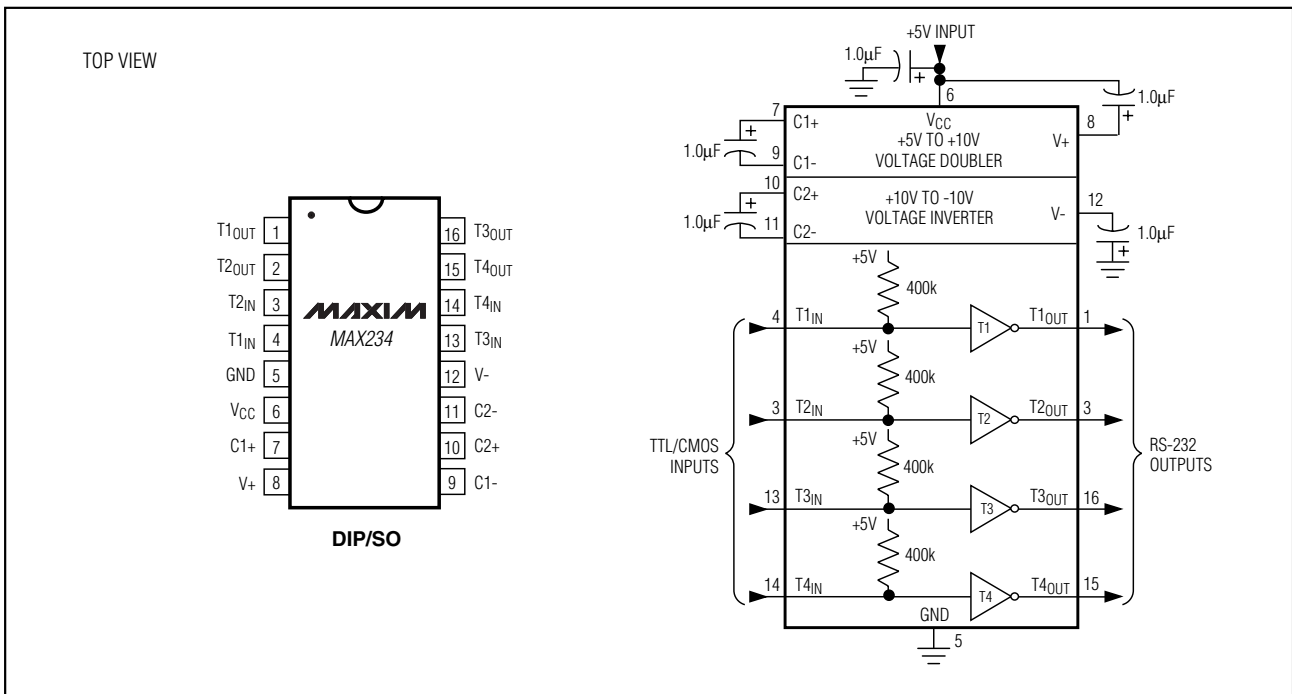 TOP VIEW
T1OUT 1
T2OUT 2
T2IN 3
T1IN 4
GND 5
VCC 6
C1+ 7
V+ 8
16 T3OUT
15 T4OUT
14 T4IN
13 T3IN
12 V-
11 C2-
10 C2+
9 C1-
MAXIM
MAX234
DIP/SO
+5V INPUT
1.0µF
+
6
1.0µF
+
7 C1+
+
1.0µF
9 C1-
VCC
+5V TO +10V
VOLTAGE DOUBLER
V+ 8
10 C2+
+
1.0µF
11 C2-
+10V TO -10V
VOLTAGE INVERTER
V- 12
1.0µF
+
+5V
400k
4 T1IN T1 T1OUT 1
+5V
400k
3 T2IN T2 T2OUT 3
+5V
400k
13 T3IN T3 T3OUT 16
+5V
400k
14 T4IN T4 T4OUT 15
TTL/CMOS
INPUTS
RS-232
OUTPUTS
GND
5